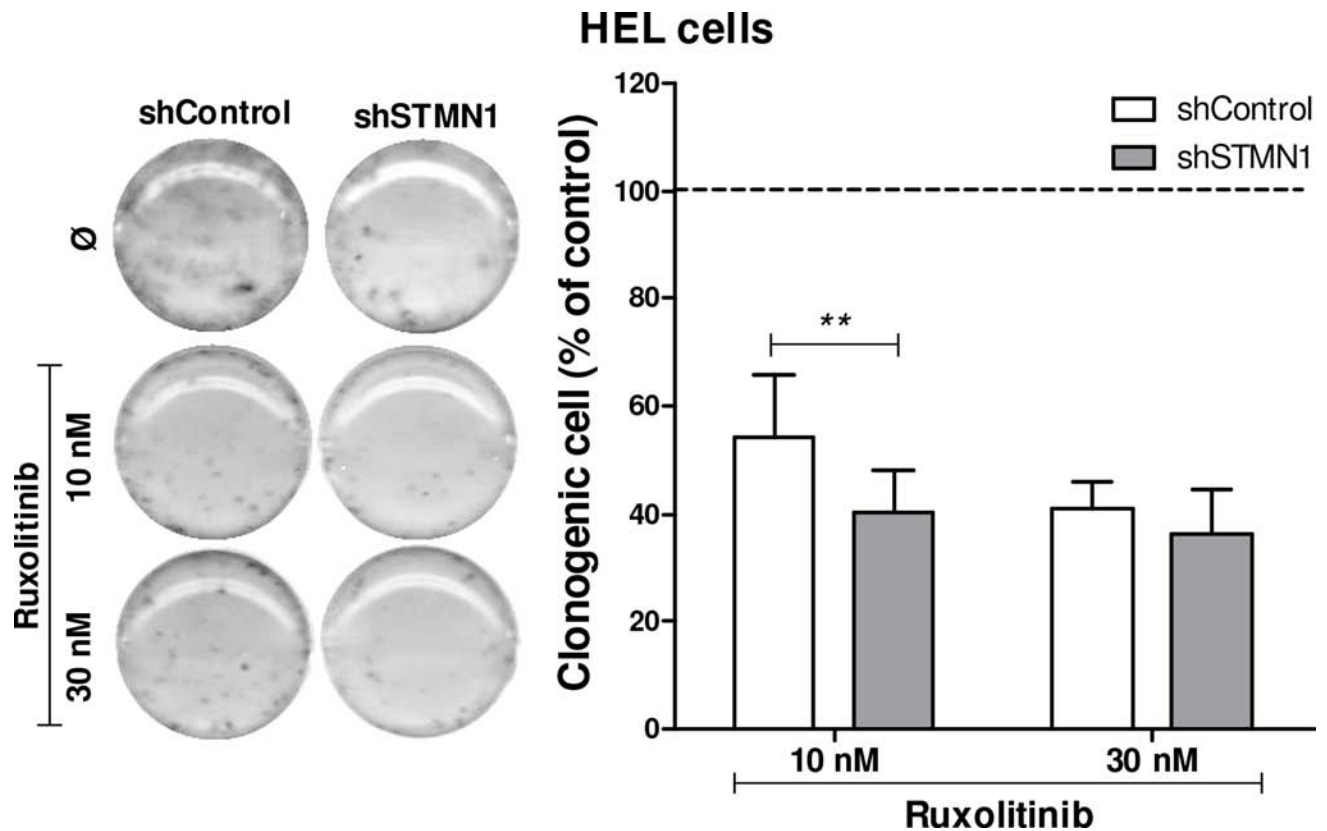 HEL cells
shControl
shSTMN1
Ø
10 nM
30 nM
Ruxolitinib
Clonogenic cell (% of control)
120
100
80
60
40
20
0
**
shControl
shSTMN1
10 nM
30 nM
Ruxolitinib